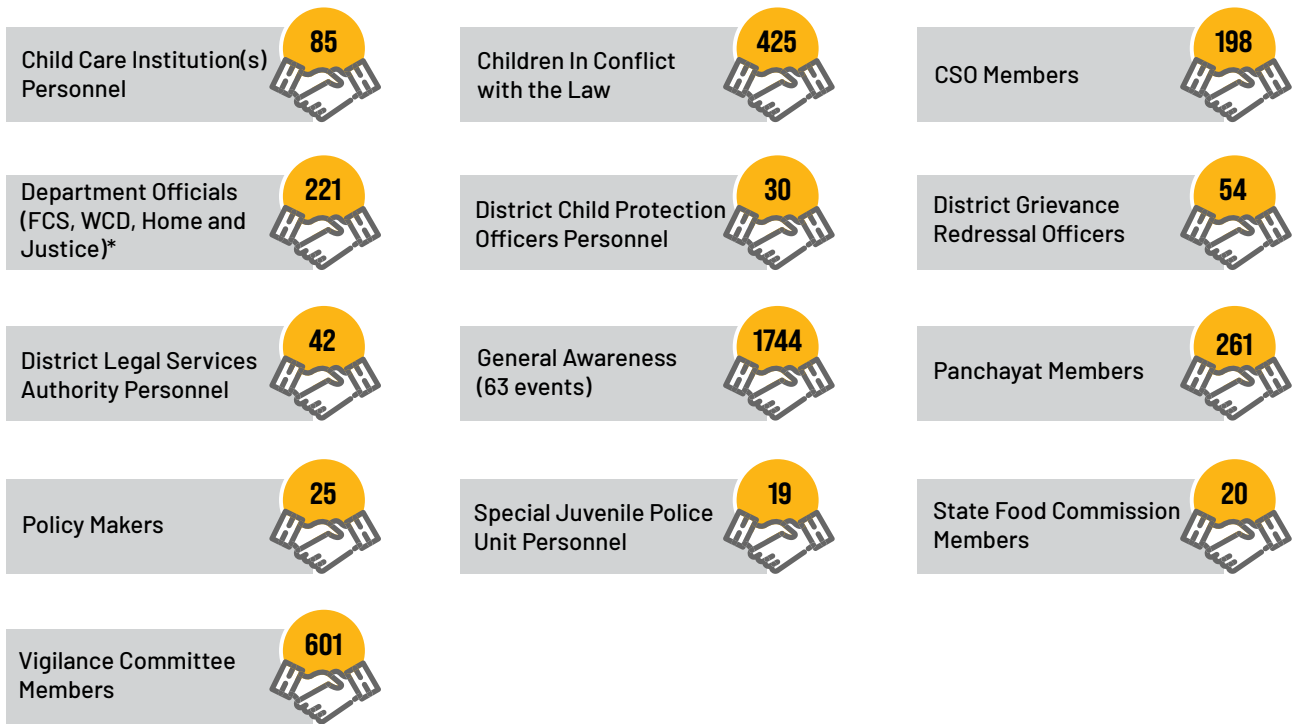 85
Child Care Institution(s)
Personnel
425
Children In Conflict
with the Law
198
CSO Members
221
Department Officials
(FCS, WCD, Home and
Justice)*
30
District Child Protection
Officers Personnel
54
District Grievance
Redressal Officers
42
District Legal Services
Authority Personnel
1744
General Awareness
(63 events)
261
Panchayat Members
25
Policy Makers
19
Special Juvenile Police
Unit Personnel
20
State Food Commission
Members
601
Vigilance Committee
Members